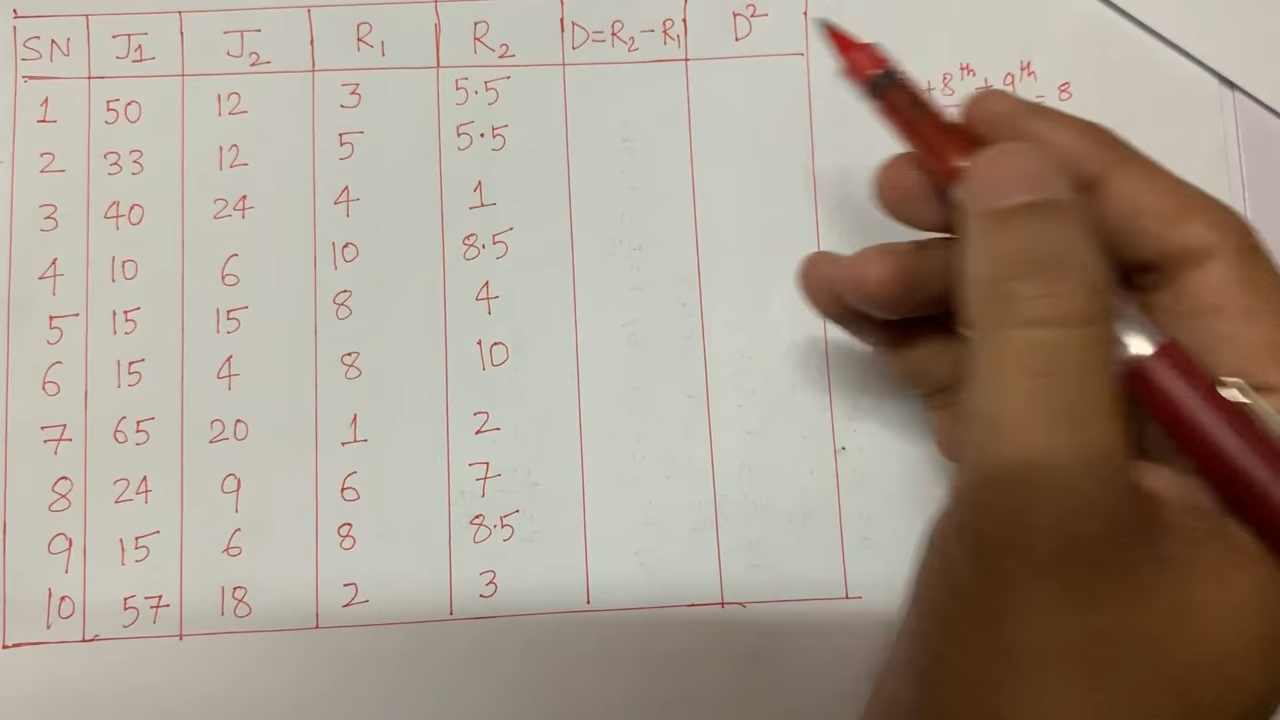 SN J1 J2 R1 R2 D=R2-R1 D²
1 50 12 3 5.5
2 33 12 5 5.5
3 40 24 4 1
4 10 6 10 8.5
5 15 15 8 4
6 15 4 8 10
7 65 20 1 2
8 24 9 6 7
9 15 6 8 8.5
10 57 18 2 3
+8th+9th = 8